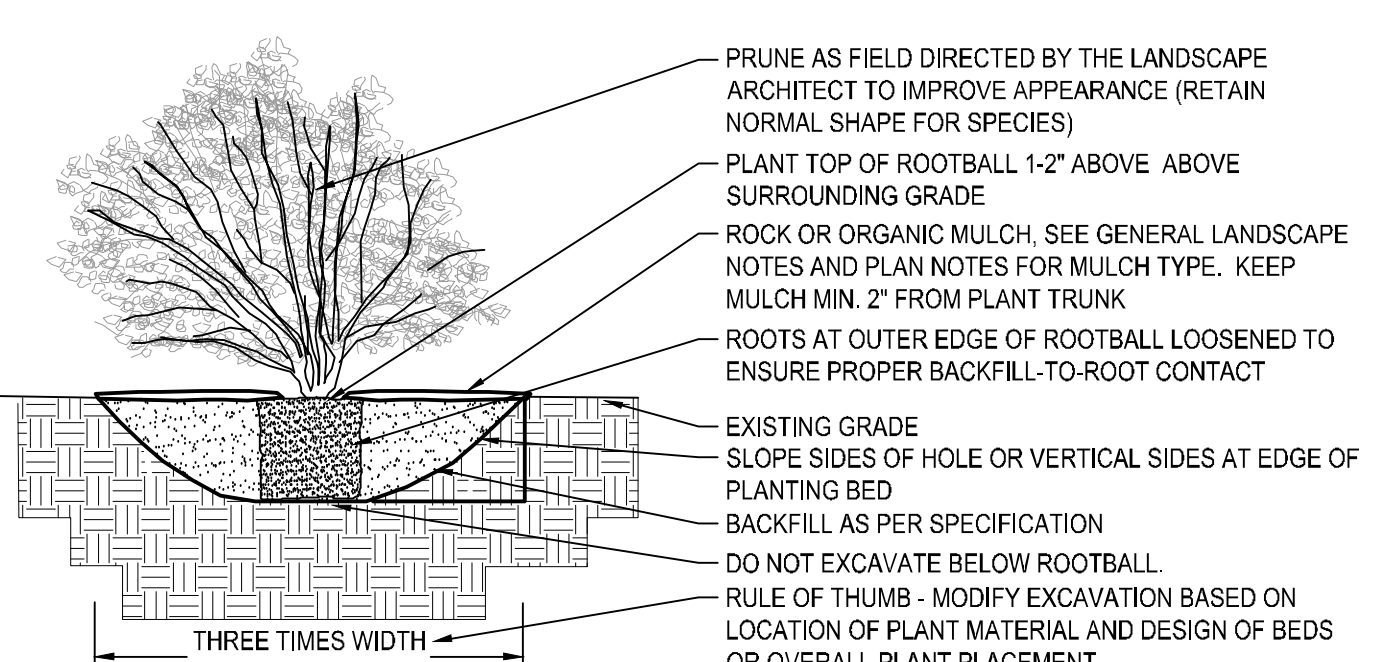 PRUNE AS FIELD DIRECTED BY THE LANDSCAPE
ARCHITECT TO IMPROVE APPEARANCE (RETAIN
NORMAL SHAPE FOR SPECIES)
PLANT TOP OF ROOTBALL 1-2" ABOVE ABOVE
SURROUNDING GRADE
ROCK OR ORGANIC MULCH, SEE GENERAL LANDSCAPE
NOTES AND PLAN NOTES FOR MULCH TYPE. KEEP
MULCH MIN. 2" FROM PLANT TRUNK
ROOTS AT OUTER EDGE OF ROOTBALL LOOSENED TO
ENSURE PROPER BACKFILL-TO-ROOT CONTACT
EXISTING GRADE
SLOPE SIDES OF HOLE OR VERTICAL SIDES AT EDGE OF
PLANTING BED
BACKFILL AS PER SPECIFICATION
DO NOT EXCAVATE BELOW ROOTBALL.
RULE OF THUMB - MODIFY EXCAVATION BASED ON
LOCATION OF PLANT MATERIAL AND DESIGN OF BEDS
OR OVERALL PLANT PLACEMENT
THREE TIMES WIDTH